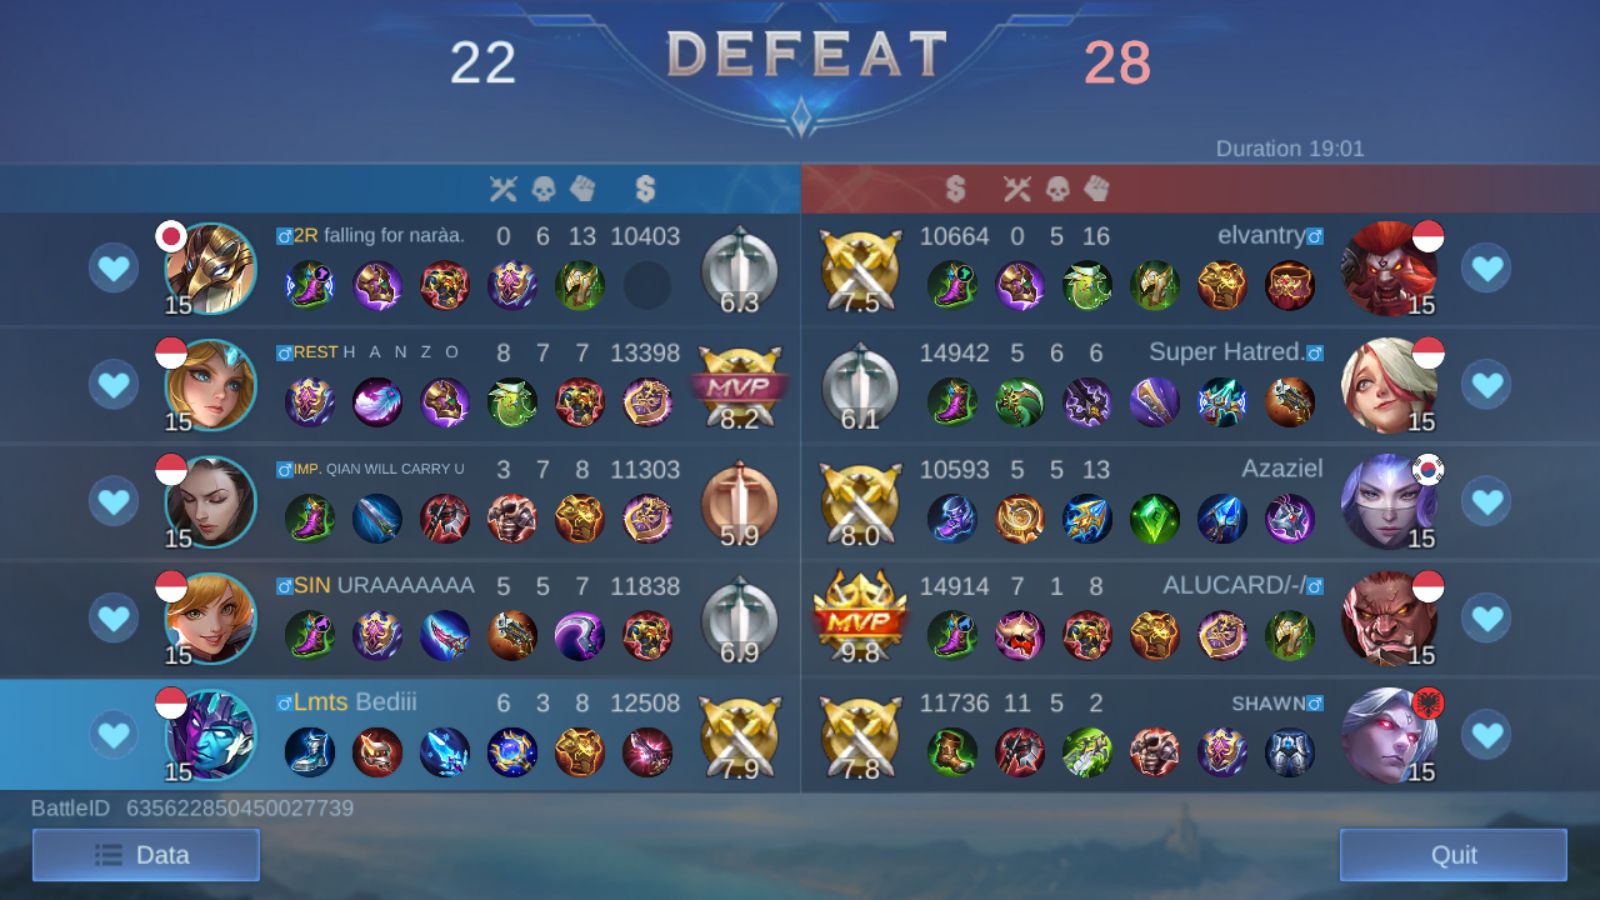 22 DEFEAT 28
Duration 19:01
2R falling for naràa. 0 6 13 10403
15 6.3
10664 0 5 16 elvantry
7.5 15
REST H A N Z O 8 7 7 13398
15 MVP 8.2
14942 5 6 6 Super Hatred.
6.1 15
IMP. QIAN WILL CARRY U 3 7 8 11303
15 5.9
10593 5 5 13 Azaziel
8.0 15
SIN URAAAAAAA 5 5 7 11838
15 6.9
14914 7 1 8 ALUCARD/-/
MVP 9.8 15
Lmts Bediii 6 3 8 12508
15 7.9
11736 11 5 2 SHAWN
7.8 15
BattleID 635622850450027739
Data
Quit